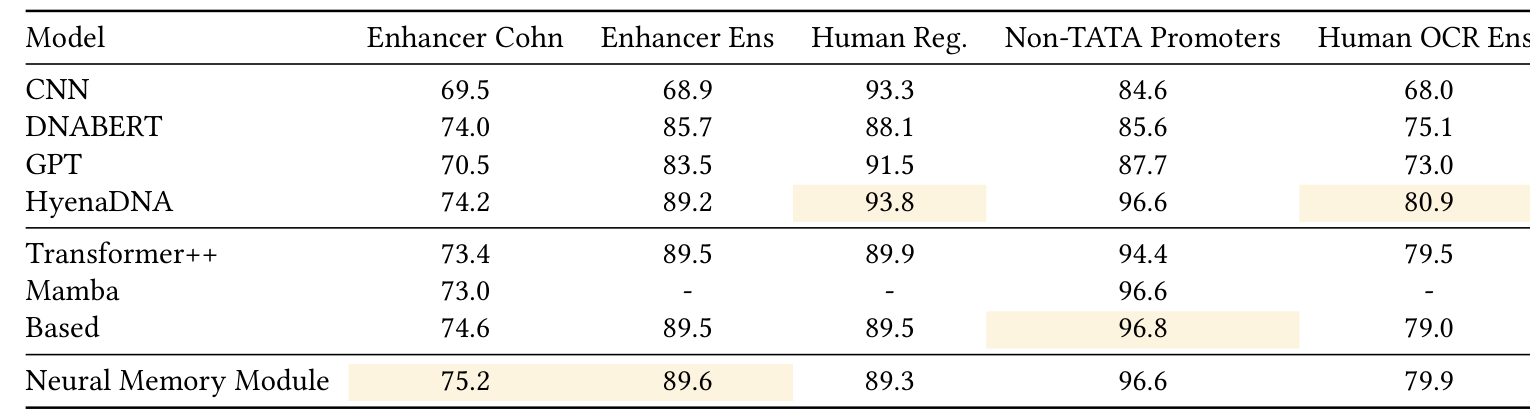 Model Enhancer Cohn Enhancer Ens Human Reg. Non-TATA Promoters Human OCR Ens
CNN 69.5 68.9 93.3 84.6 68.0
DNABERT 74.0 85.7 88.1 85.6 75.1
GPT 70.5 83.5 91.5 87.7 73.0
HyenaDNA 74.2 89.2 93.8 96.6 80.9
Transformer++ 73.4 89.5 89.9 94.4 79.5
Mamba 73.0 - - 96.6 -
Based 74.6 89.5 89.5 96.8 79.0
Neural Memory Module 75.2 89.6 89.3 96.6 79.9